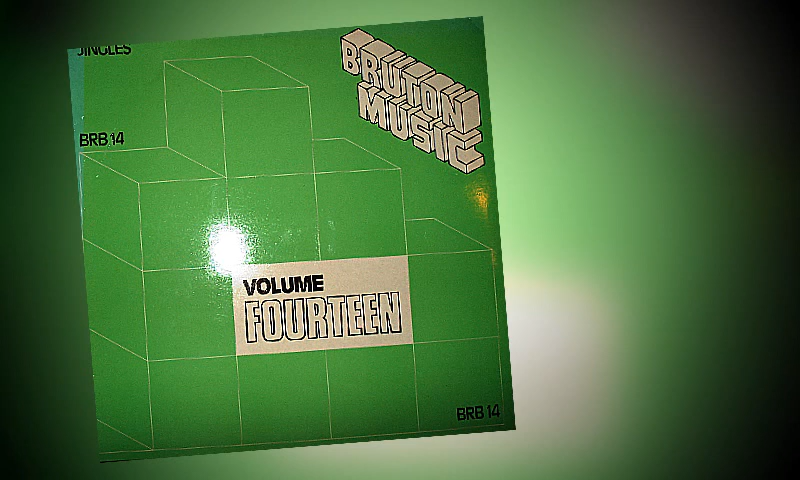 JINGLES
BRUTON
MUSIC
BRB 14
VOLUME
FOURTEEN
BRB 14